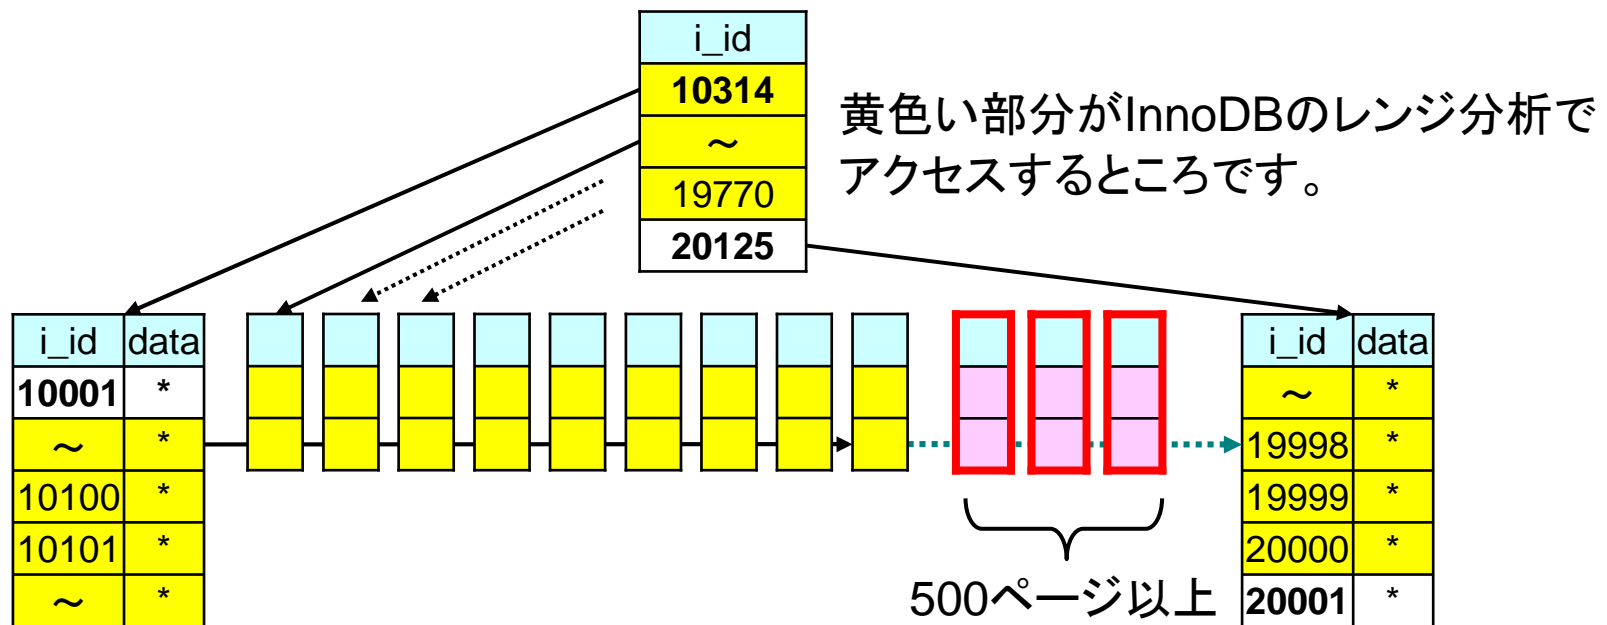 i_id
10314
～
19770
20125
黄色い部分がInnoDBのレンジ分析で
アクセスするところです。
i_id data
10001 *
～ *
10100 *
10101 *
～ *
500ページ以上
i_id data
～ *
19998 *
19999 *
20000 *
20001 *